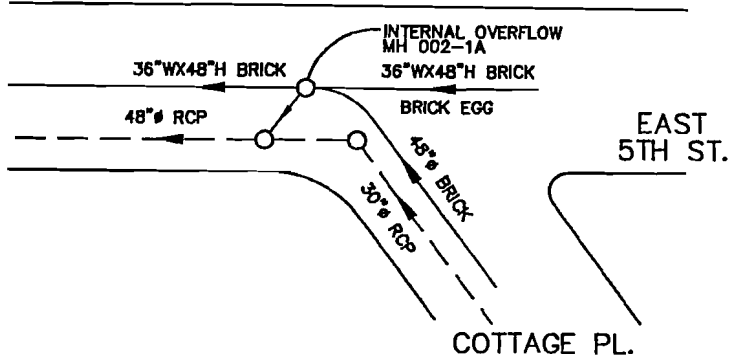 INTERNAL OVERFLOW
MH 002-1A
36"WX48"H BRICK
36"WX48"H BRICK
BRICK EGG
48"ø RCP
EAST
5TH ST.
48"ø BRICK
30"ø RCP
COTTAGE PL.